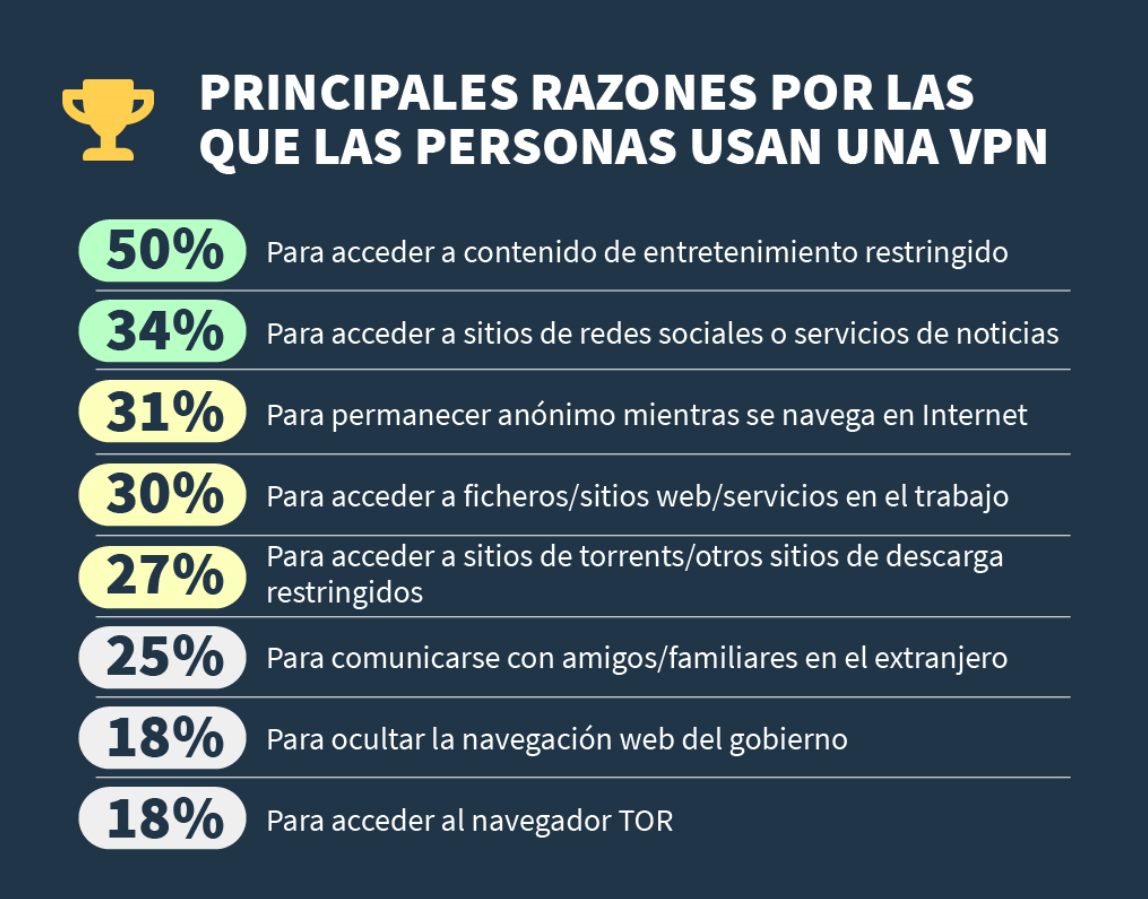 PRINCIPALES RAZONES POR LAS
QUE LAS PERSONAS USAN UNA VPN
50% Para acceder a contenido de entretenimiento restringido
34% Para acceder a sitios de redes sociales o servicios de noticias
31% Para permanecer anónimo mientras se navega en Internet
30% Para acceder a ficheros/sitios web/servicios en el trabajo
27% Para acceder a sitios de torrents/otros sitios de descarga
restringidos
25% Para comunicarse con amigos/familiares en el extranjero
18% Para ocultar la navegación web del gobierno
18% Para acceder al navegador TOR